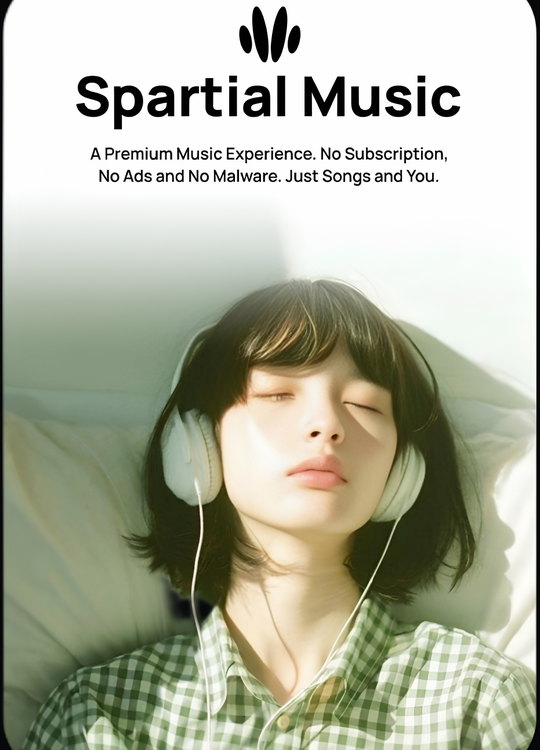 Spartial Music
A Premium Music Experience. No Subscription,
No Ads and No Malware. Just Songs and You.